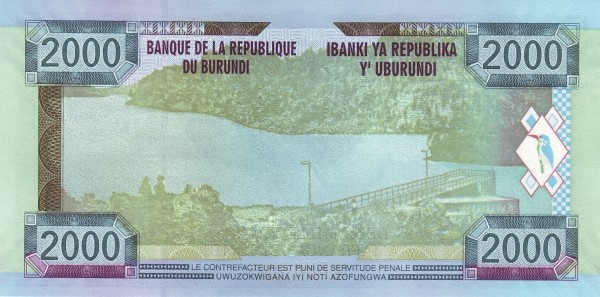 2000
BANQUE DE LA REPUBLIQUE
DU BURUNDI
IBANKI YA REPUBLIKA
Y' UBURUNDI
2000
2000
2000
LE CONTREFACTEUR EST PUNI DE SERVITUDE PENALE
UWUZOKWIGANA IYI NOTI AZOFUNGWA